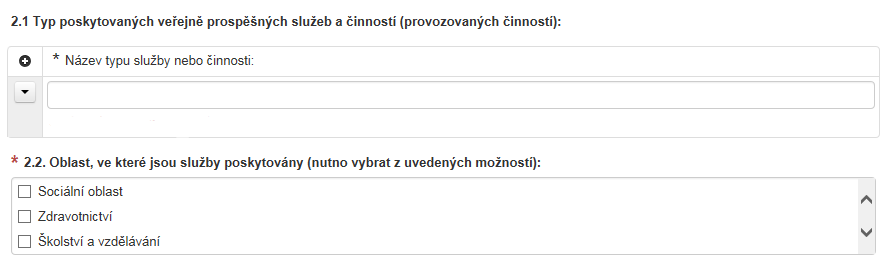 2.1 Typ poskytovaných veřejně prospěšných služeb a činností (provozovaných činností):
* Název typu služby nebo činnosti:
* 2.2. Oblast, ve které jsou služby poskytovány (nutno vybrat z uvedených možností):
Sociální oblast
Zdravotnictví
Školství a vzdělávání